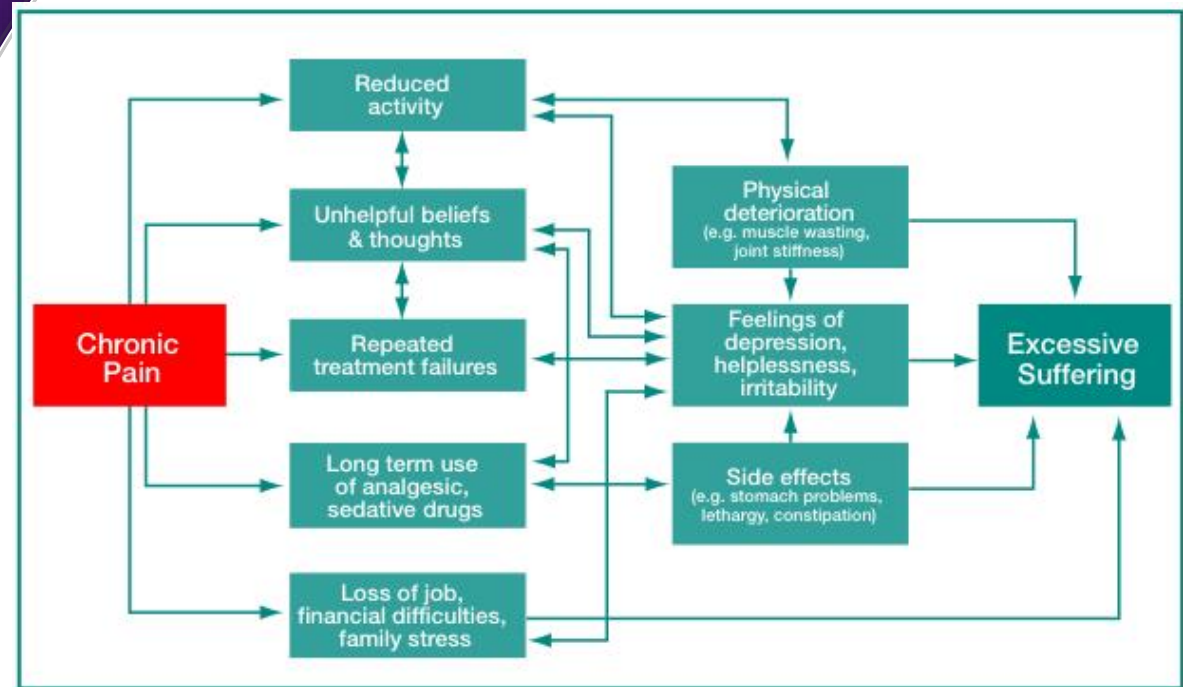 Reduced
activity
Unhelpful beliefs
& thoughts
Chronic
Pain
Repeated
treatment failures
Long term use
of analgesic,
sedative drugs
Loss of job,
financial difficulties,
family stress
Physical
deterioration
(e.g. muscle wasting,
joint stiffness)
Feelings of
depression,
helplessness,
irritability
Side effects
(e.g. stomach problems,
lethargy, constipation)
Excessive
Suffering